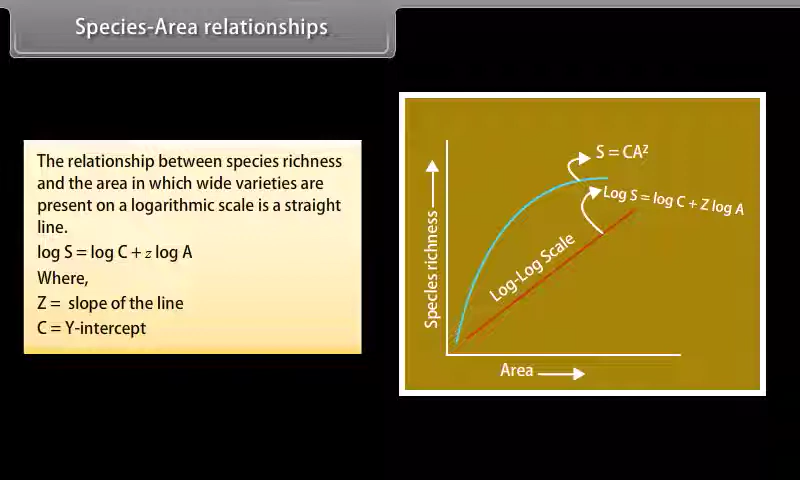 Species-Area relationships
The relationship between species richness
and the area in which wide varieties are
present on a logarithmic scale is a straight
line.
log S = log C + z log A
Where,
Z = slope of the line
C = Y-intercept
S = CAᶻ
Log S = log C + Z log A
Log-Log Scale
Species richness
Area